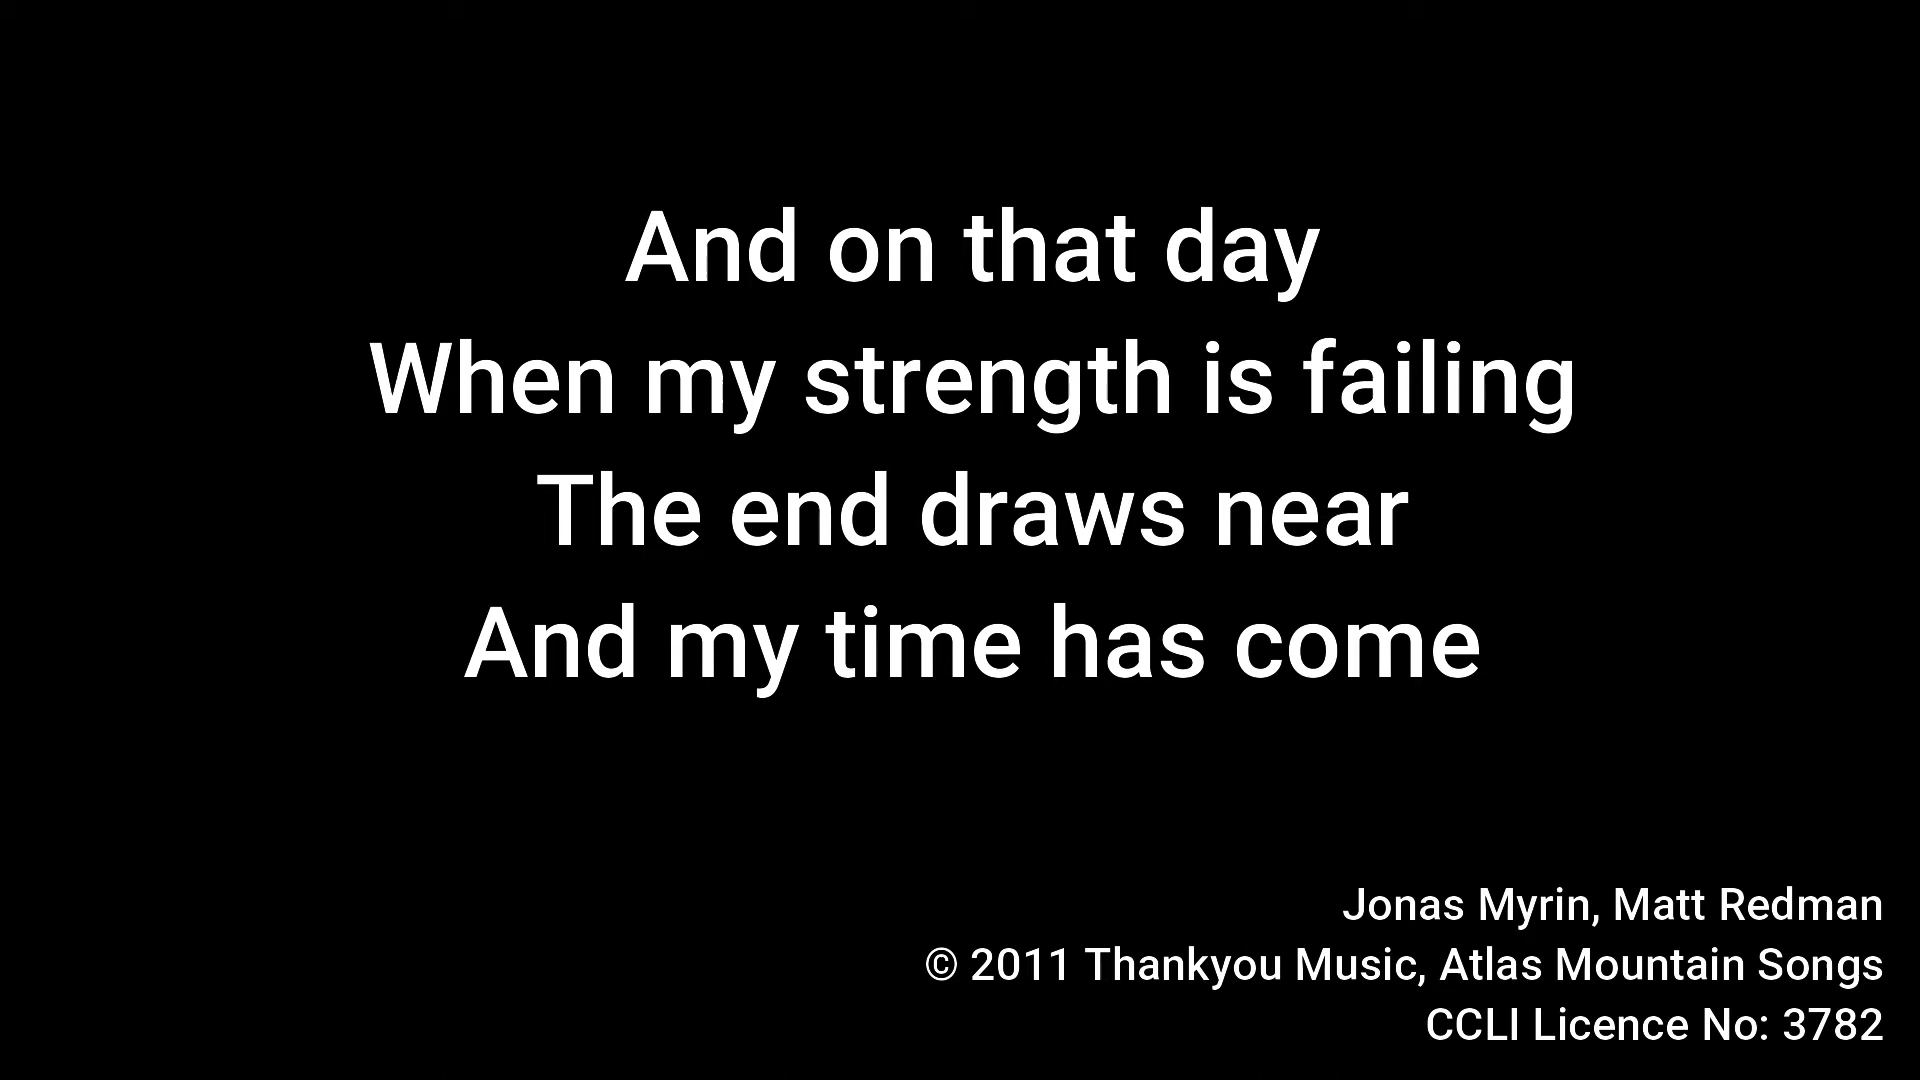 And on that day
When my strength is failing
The end draws near
And my time has come
Jonas Myrin, Matt Redman
© 2011 Thankyou Music, Atlas Mountain Songs
CCLI Licence No: 3782